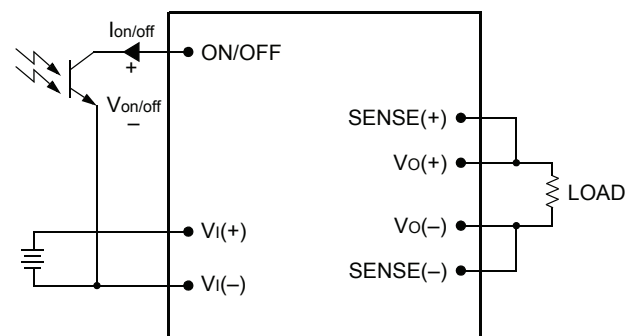 Ion/off
+
ON/OFF
Von/off
–
SENSE(+)
VO(+)
LOAD
VI(+)
VO(–)
SENSE(–)
VI(–)